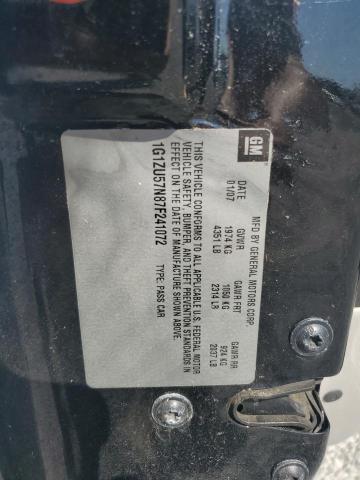 GM
MFD BY GENERAL MOTORS CORP.
DATE GVWR GAWR FRT GAWR RR
01/07 1974 KG 1050 KG 924 KG
4351 LB 2314 LB 2037 LB
THIS VEHICLE CONFORMS TO ALL APPLICABLE U.S. FEDERAL MOTOR
VEHICLE SAFETY, BUMPER, AND THEFT PREVENTION STANDARDS IN
EFFECT ON THE DATE OF MANUFACTURE SHOWN ABOVE.
1G1ZU57N87F241072 TYPE: PASS CAR